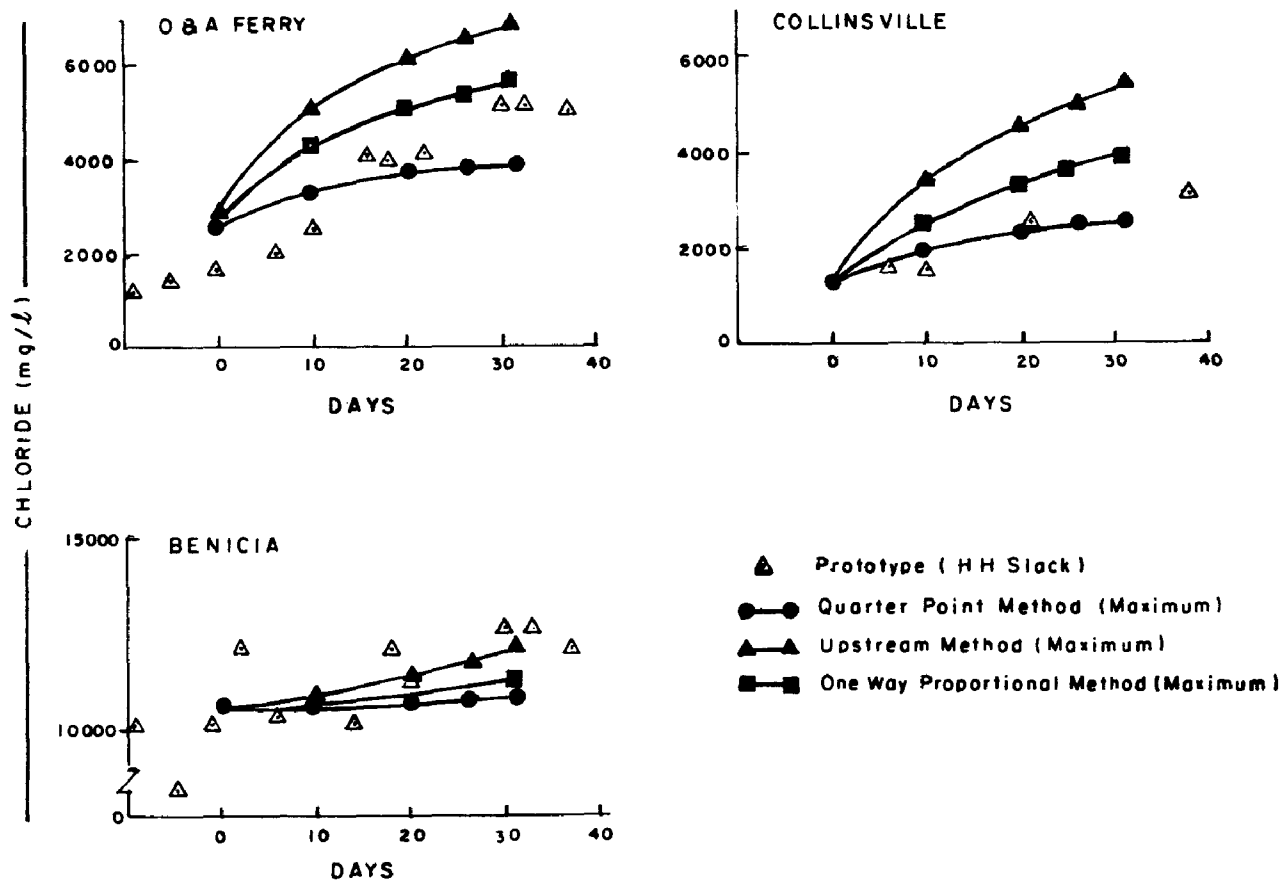 CHLORIDE (mg/ℓ)
O & A FERRY
6000
4000
2000
0
0 10 20 30 40
DAYS
COLLINSVILLE
6000
4000
2000
0
0 10 20 30 40
DAYS
BENICIA
15000
10000
0
0 10 20 30 40
DAYS
Prototype (HH Slack)
Quarter Point Method (Maximum)
Upstream Method (Maximum)
One Way Proportional Method (Maximum)